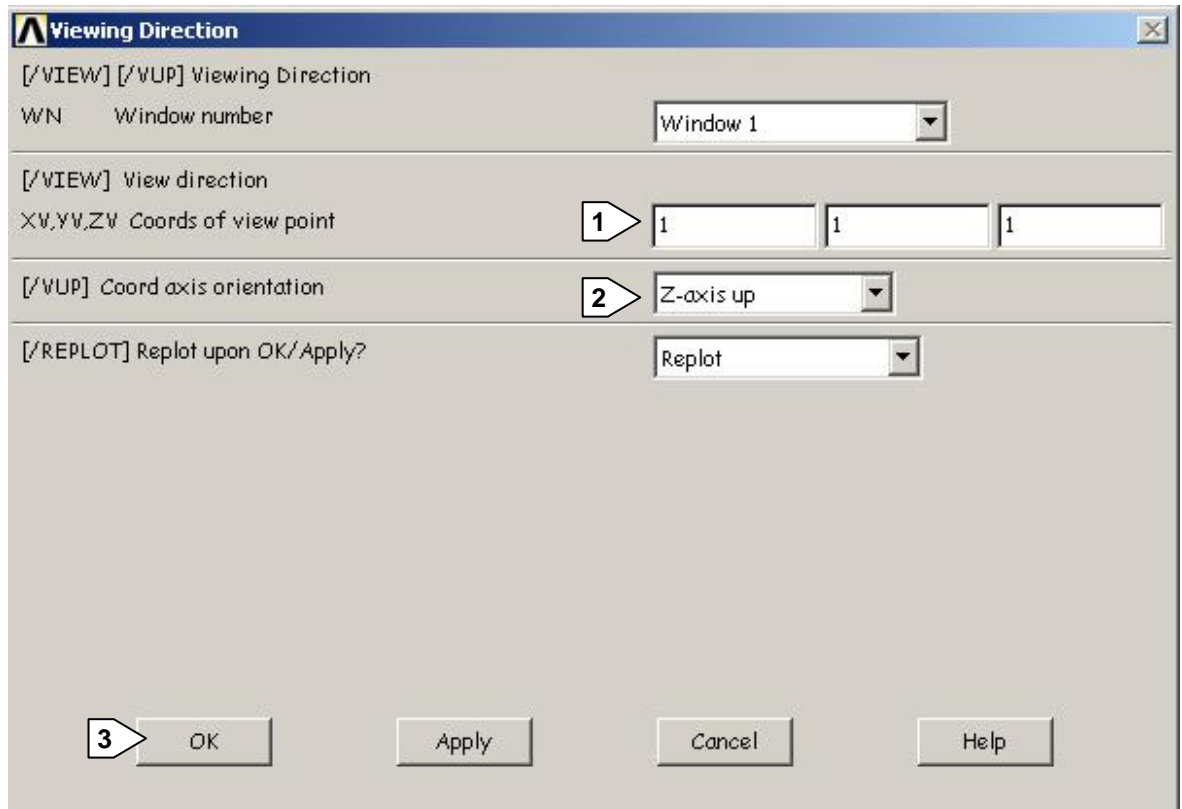 Viewing Direction
[/VIEW] [/VUP] Viewing Direction
WN Window number Window 1
[/VIEW] View direction
XV,YV,ZV Coords of view point 1 1 1 1
[/VUP] Coord axis orientation 2 Z-axis up
[/REPLOT] Replot upon OK/Apply? Replot
3 OK Apply Cancel Help